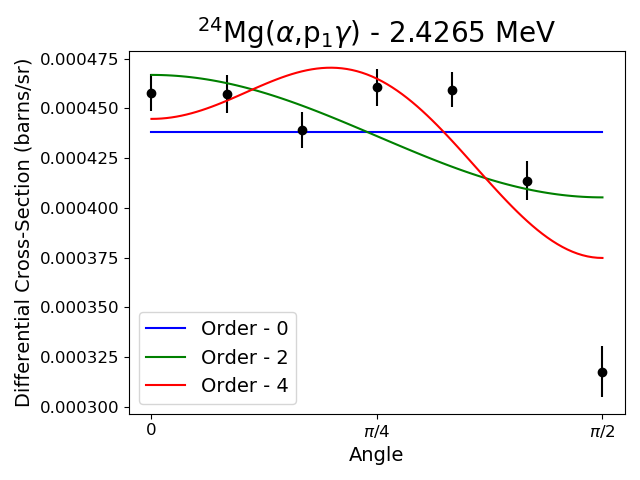 ²⁴Mg(α,p₁γ) - 2.4265 MeV
Differential Cross-Section (barns/sr)
0.000475
0.000450
0.000425
0.000400
0.000375
0.000350
0.000325
0.000300
Order - 0
Order - 2
Order - 4
0 π/4 π/2
Angle